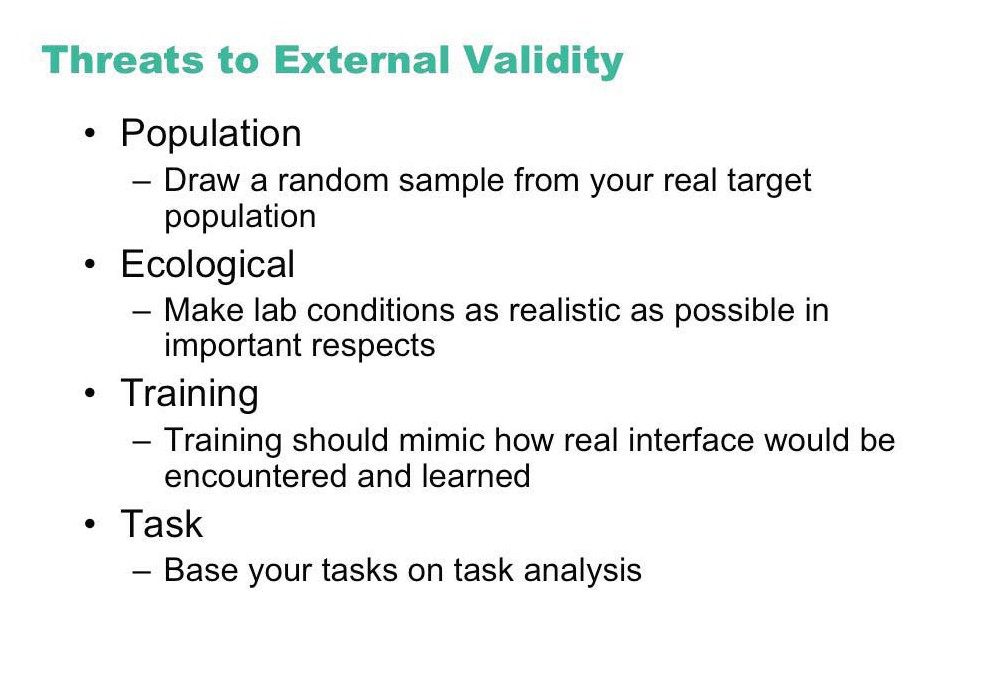 Threats to External Validity
• Population
– Draw a random sample from your real target
population
• Ecological
– Make lab conditions as realistic as possible in
important respects
• Training
– Training should mimic how real interface would be
encountered and learned
• Task
– Base your tasks on task analysis